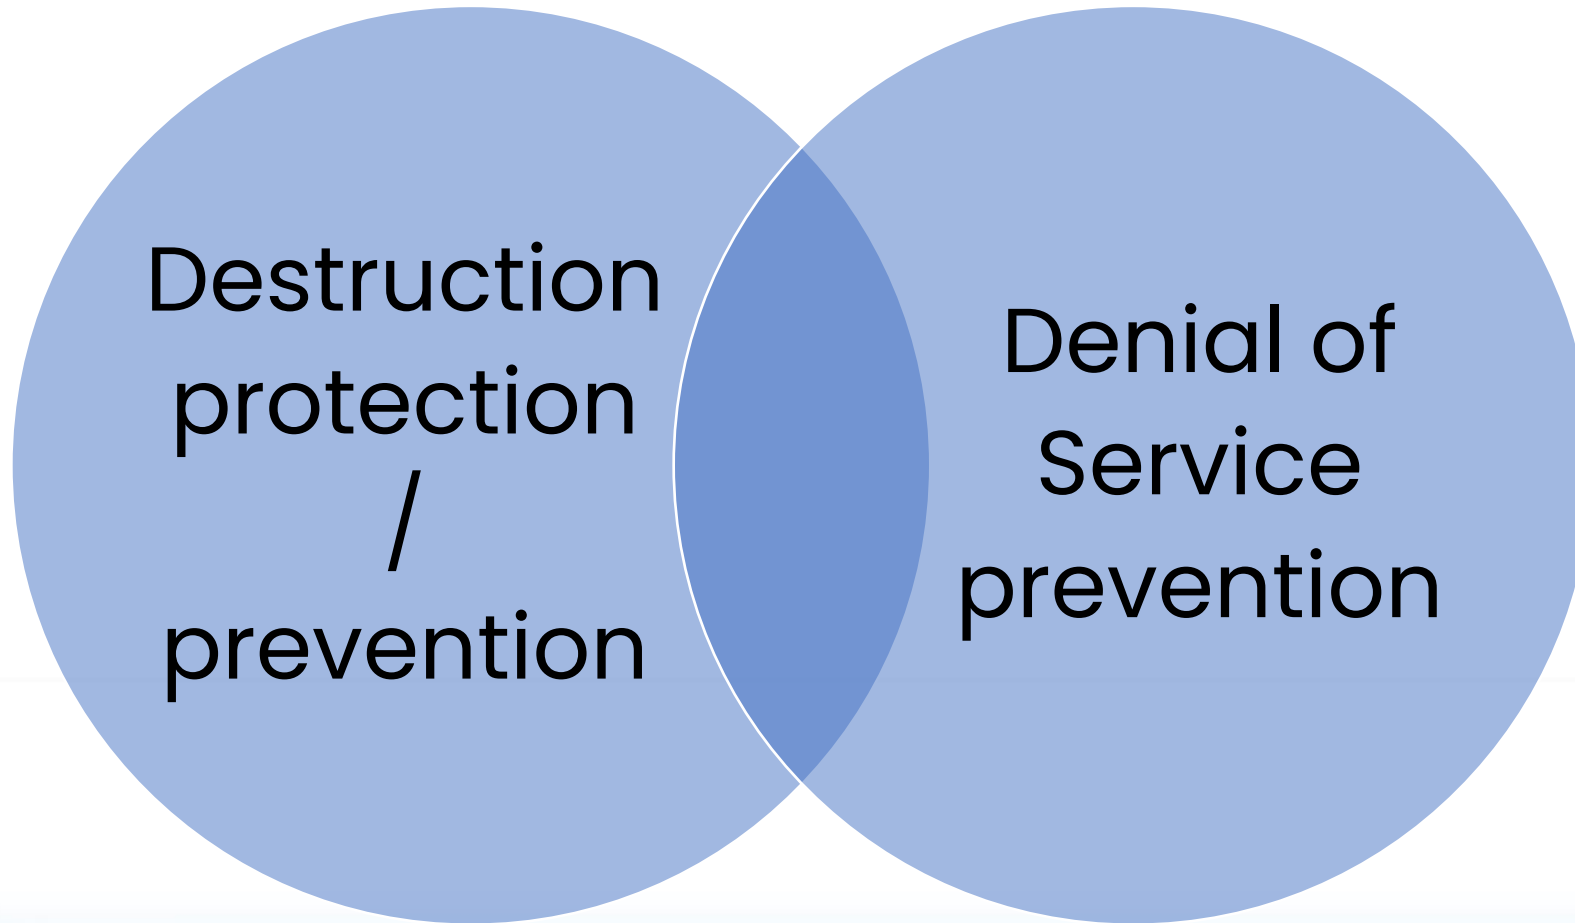 Destruction
protection
/
prevention
Denial of
Service
prevention